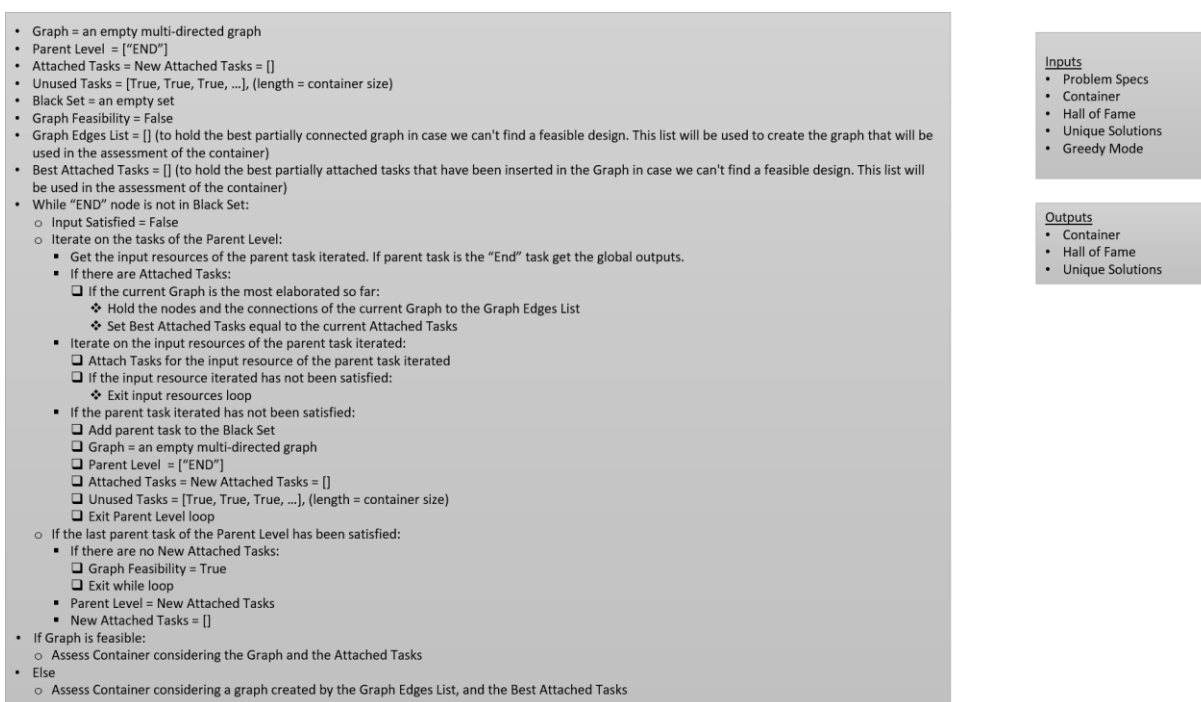 • Graph = an empty multi-directed graph
• Parent Level = ["END"]
• Attached Tasks = New Attached Tasks = []
• Unused Tasks = [True, True, True, …], (length = container size)
• Black Set = an empty set
• Graph Feasibility = False
• Graph Edges List = [] (to hold the best partially connected graph in case we can't find a feasible design. This list will be used to create the graph that will be
used in the assessment of the container)
• Best Attached Tasks = [] (to hold the best partially attached tasks that have been inserted in the Graph in case we can't find a feasible design. This list will
be used in the assessment of the container)
• While "END" node is not in Black Set:
o Input Satisfied = False
o Iterate on the tasks of the Parent Level:
▪ Get the input resources of the parent task iterated. If parent task is the "End" task get the global outputs.
▪ If there are Attached Tasks:
❑ If the current Graph is the most elaborated so far:
❖ Hold the nodes and the connections of the current Graph to the Graph Edges List
❖ Set Best Attached Tasks equal to the current Attached Tasks
▪ Iterate on the input resources of the parent task iterated:
❑ Attach Tasks for the input resource of the parent task iterated
❑ If the input resource iterated has not been satisfied:
❖ Exit input resources loop
▪ If the parent task iterated has not been satisfied:
❑ Add parent task to the Black Set
❑ Graph = an empty multi-directed graph
❑ Parent Level = ["END"]
❑ Attached Tasks = New Attached Tasks = []
❑ Unused Tasks = [True, True, True, …], (length = container size)
❑ Exit Parent Level loop
o If the last parent task of the Parent Level has been satisfied:
▪ If there are no New Attached Tasks:
❑ Graph Feasibility = True
❑ Exit while loop
▪ Parent Level = New Attached Tasks
▪ New Attached Tasks = []
• If Graph is feasible:
o Assess Container considering the Graph and the Attached Tasks
• Else
o Assess Container considering a graph created by the Graph Edges List, and the Best Attached Tasks
Inputs
• Problem Specs
• Container
• Hall of Fame
• Unique Solutions
• Greedy Mode
Outputs
• Container
• Hall of Fame
• Unique Solutions